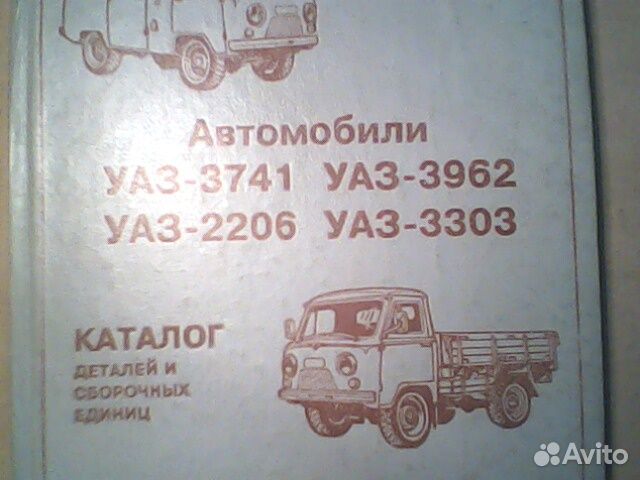 Автомобили
УАЗ-3741 УАЗ-3962
УАЗ-2206 УАЗ-3303
КАТАЛОГ
ДЕТАЛЕЙ И
СБОРОЧНЫХ
ЕДИНИЦ
Avito